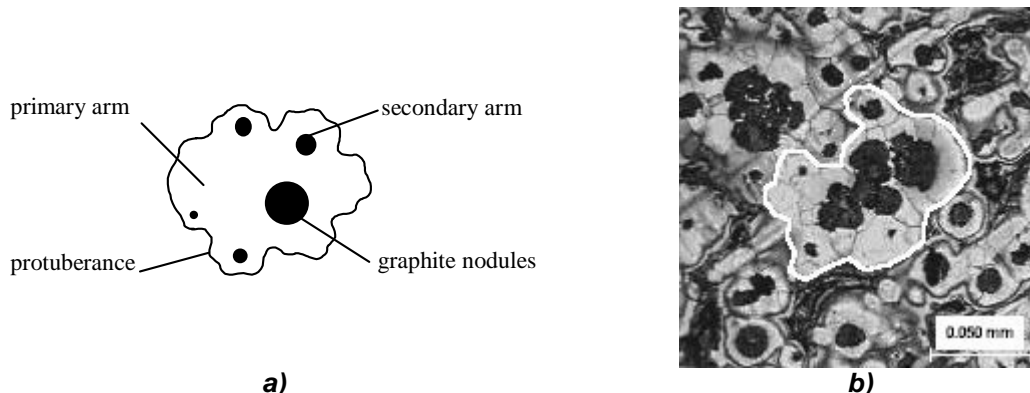 primary arm
secondary arm
protuberance
graphite nodules
0.050 mm
a)
b)